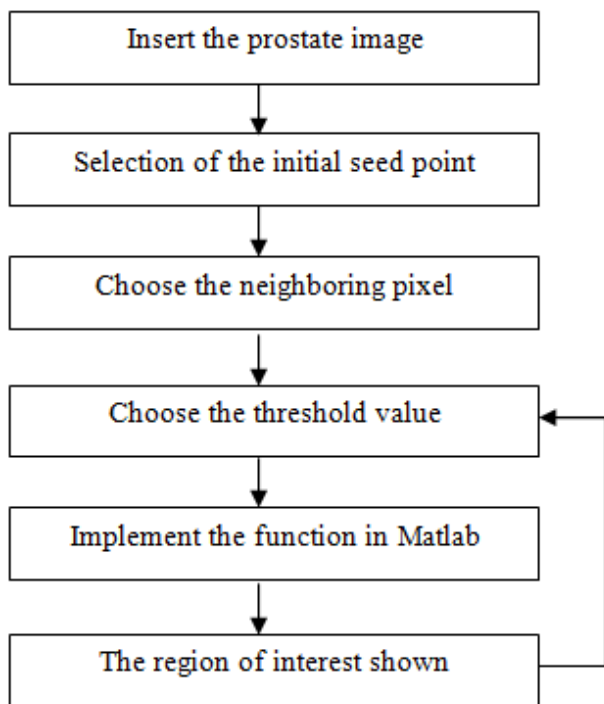 Insert the prostate image
Selection of the initial seed point
Choose the neighboring pixel
Choose the threshold value
Implement the function in Matlab
The region of interest shown